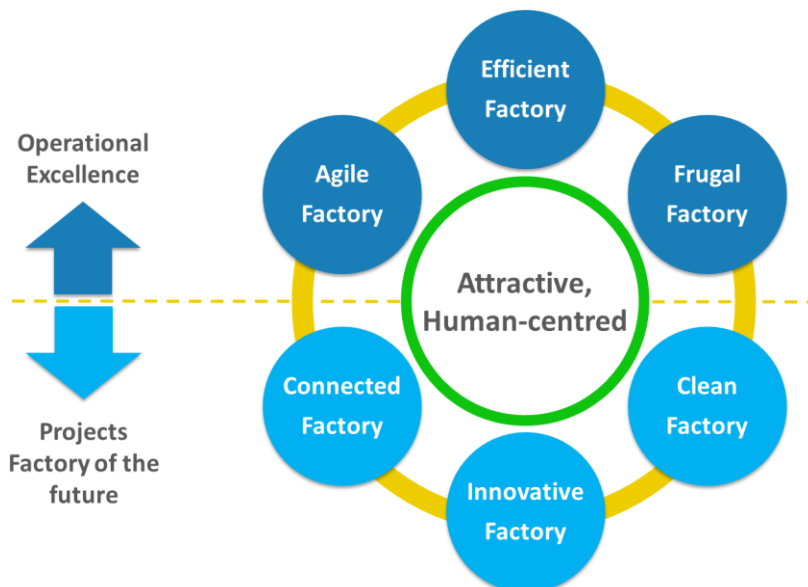 Efficient
Factory
Operational
Excellence
Agile
Factory
Frugal
Factory
Attractive,
Human-centred
Connected
Factory
Clean
Factory
Projects
Factory of the
future
Innovative
Factory